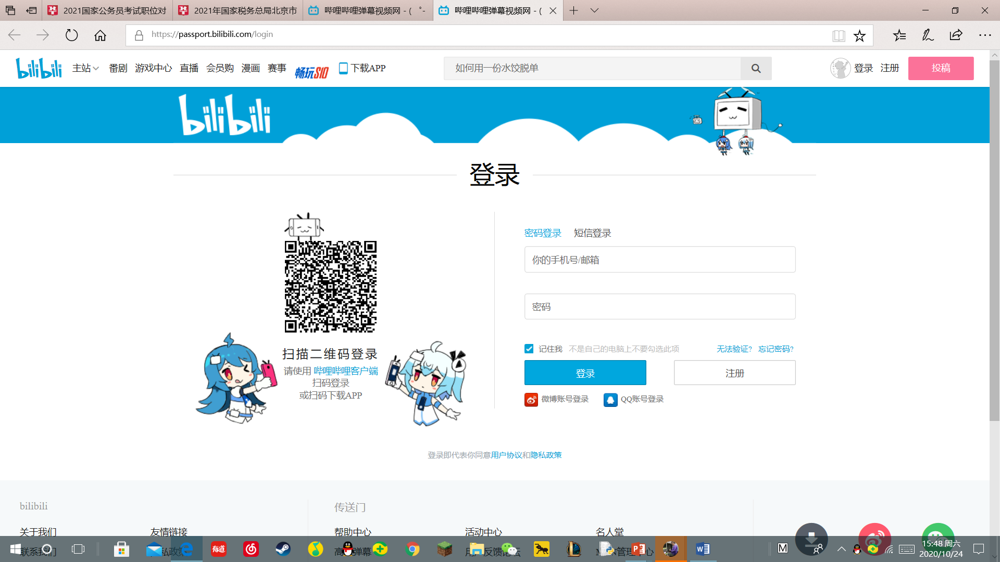 2021国家公务员考试职位对
2021年国家税务总局北京市
哔哩哔哩弹幕视频网 - ( ゜-
哔哩哔哩弹幕视频网 - (
https://passport.bilibili.com/login
bilibili
主站
番剧
游戏中心
直播
会员购
漫画
赛事
畅玩S10
下载APP
如何用一份水饺脱单
登录
注册
投稿
bilibili
登录
密码登录
短信登录
你的手机号/邮箱
密码
记住我
不是自己的电脑上不要勾选此项
无法验证?
忘记密码?
登录
注册
微博账号登录
QQ账号登录
扫描二维码登录
请使用 哔哩哔哩客户端
扫码登录
或扫码下载APP
登录即代表你同意用户协议和隐私政策
bilibili
传送门
关于我们
友情链接
帮助中心
活动中心
名人堂
联系我们
私政策
高
弹幕
用户反馈论坛
管理中心
有道
M
15:48 周六
2020/10/24